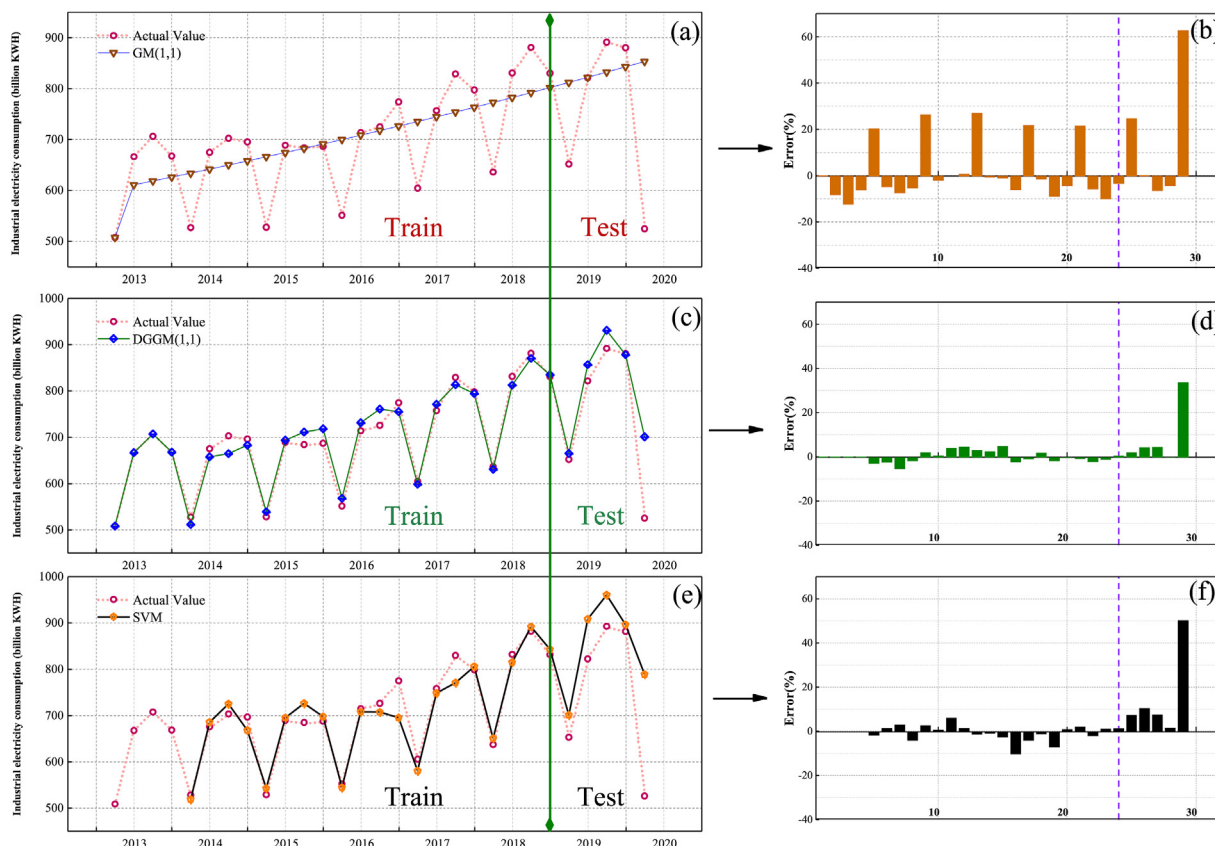 Industrial electricity consumption (billion KWH)
900
800
700
600
500
Actual Value
GM(1,1)
(a)
Train
Test
2013 2014 2015 2016 2017 2018 2019 2020
Error(%)
60
40
20
0
-20
-40
(b)
10 20 30
Industrial electricity consumption (billion KWH)
1000
900
800
700
600
500
Actual Value
DGGM(1,1)
(c)
Train
Test
2013 2014 2015 2016 2017 2018 2019 2020
Error(%)
60
40
20
0
-20
-40
(d)
10 20 30
Industrial electricity consumption (billion KWH)
1000
900
800
700
600
500
Actual Value
SVM
(e)
Train
Test
2013 2014 2015 2016 2017 2018 2019 2020
Error(%)
60
40
20
0
-20
-40
(f)
10 20 30